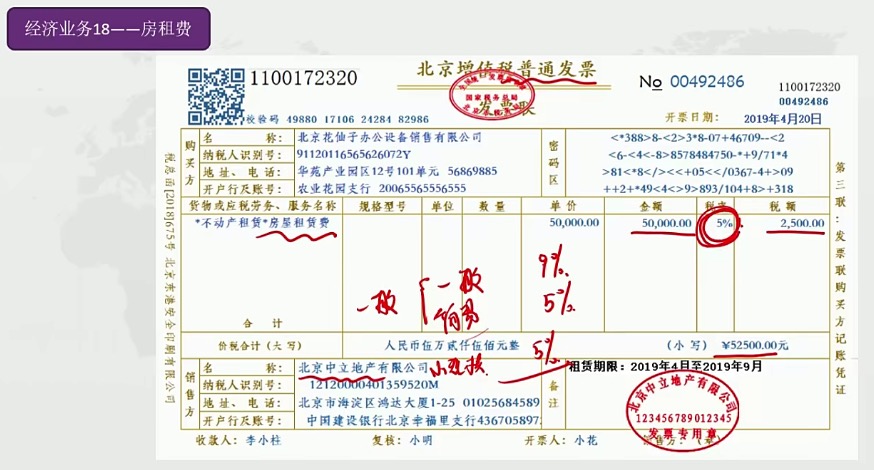 经济业务18——房租费
1100172320
北京增值税普通发票
发票联
国家税务总局
No 00492486
1100172320
00492486
校验码 49880 17106 24284 82986
开票日期： 2019年4月20日
购买方
名 称： 北京花仙子办公设备销售有限公司
纳税人识别号： 91120116565626072Y
地 址、电 话： 华苑产业园区12号101单元 56869885
开户行及账号： 农业花园支行 20065565556555
密码区
<*388>8-<2>3*8-07+46709--<2
<6-<4<-8>8578484750-*+9/71*4
>81<*8</><<+05<</0367-4+>09
++2+*49<4<>9>893/104+8>+318
货物或应税劳务、服务名称 规格型号 单位 数量 单价 金额 税率 税额
*不动产租赁*房屋租赁费 50,000.00 50,000.00 5% 2,500.00
9%
一般 一般 5%
简易
合 计
价税合计（大写） 人民币伍万贰仟伍佰元整 （小写） ¥52500.00元
5%
小规模
销售方
名 称： 北京中立地产有限公司
纳税人识别号： 12120000401359520M
地 址、电 话： 北京市海淀区鸿达大厦1-25 01025684589
开户行及账号： 中国建设银行北京幸福里支行4367058972
备注
租赁期限：2019年4月至2019年9月
北京中立地产有限公司
123456789012345
发票专用章
收款人：李小柱 复核：小明 开票人：小花 销售方：（章）
税总函[2018]675号 北京东港安全印刷有限公司
第三联：发票联购买方记账凭证